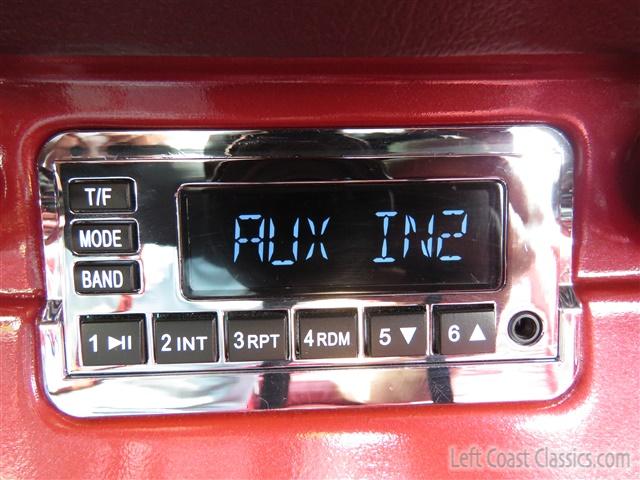 T/F
MODE
BAND
AUX IN2
1 ▶II 2 INT 3 RPT 4 RDM 5 ▼ 6 ▲
Left Coast Classics.com